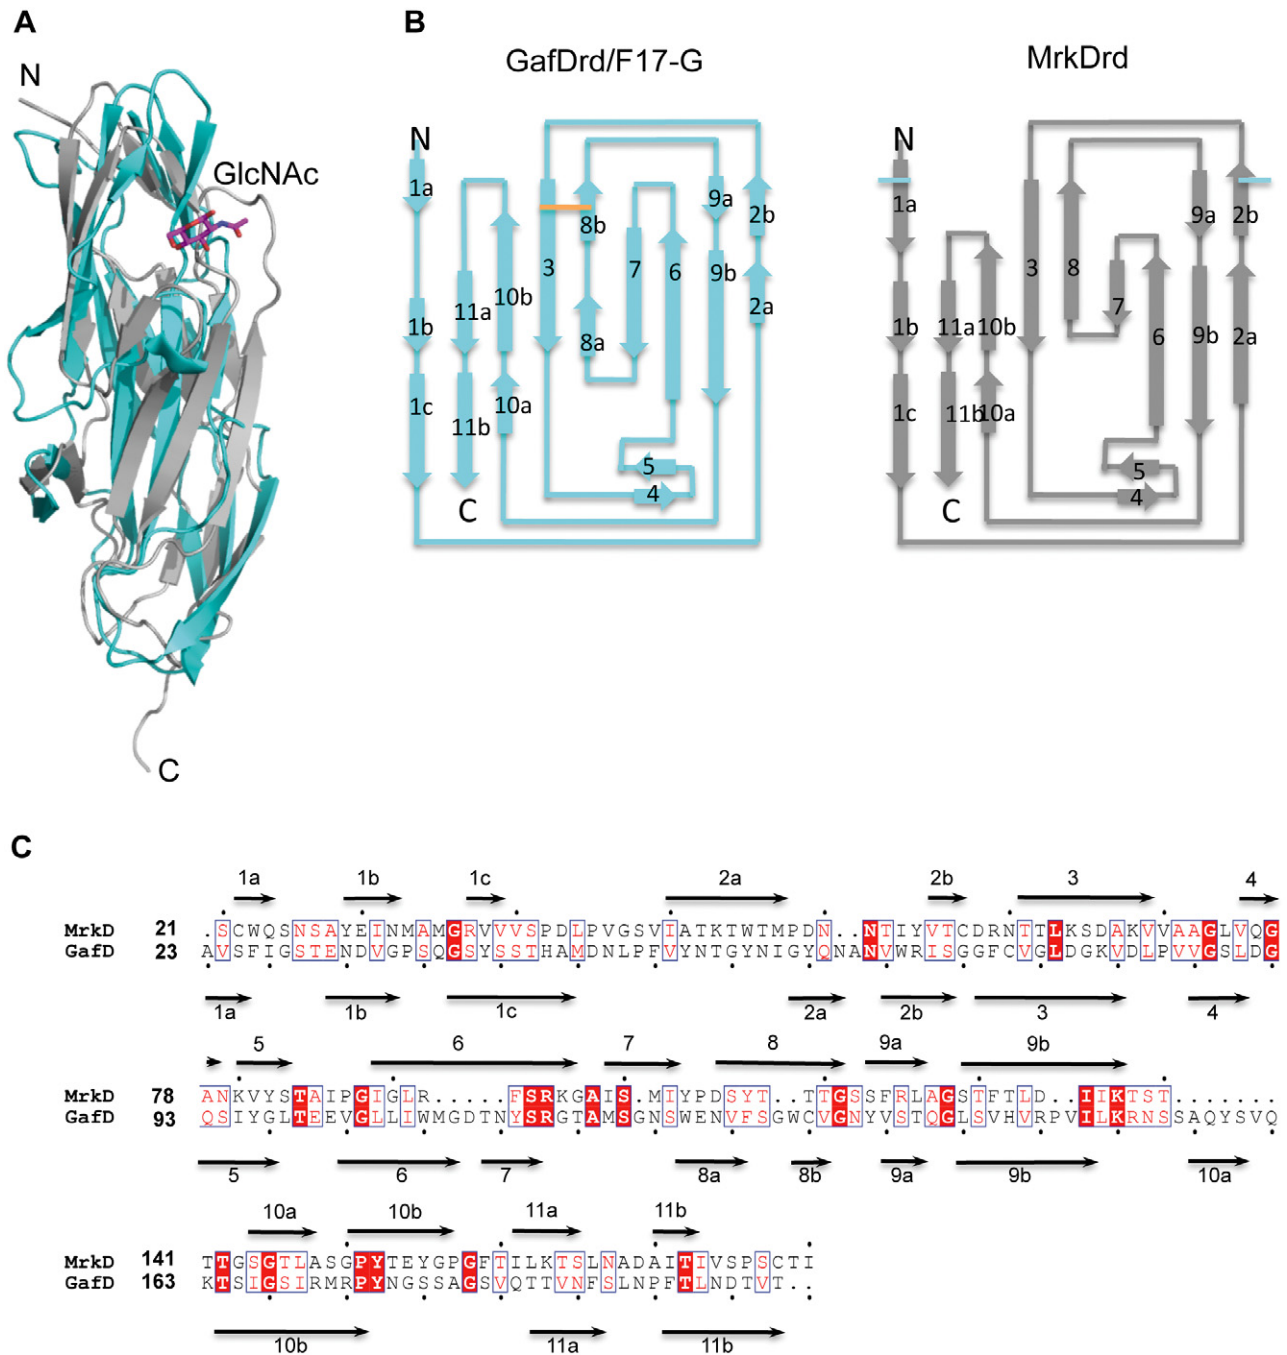 A
B
N
GlcNAc
C
GafDrd/F17-G
MrkDrd
N
1a
1b
1c
11a
11b
10b
10a
3
8b
8a
7
6
5
4
9a
9b
2b
2a
C
N
1a
1b
1c
11a
11b
10b
10a
3
8
7
6
5
4
9a
9b
2b
2a
C
C
1a 1b 1c 2a 2b 3 4
MrkD 21 .SCWQSNSAYEINMAMGRVVVSPDLPVGSVIATKTWTMPDN..NTIYVTCDRNTTLKSDAKVVAAGLVQG
GafD 23 AVSFIGSTENDVGPSQGSYSSTHAMDNLPFVYNTGYNIGYQNANVWRISGGFCVGLDGKVDLPVVGSLDG
1a 1b 1c 2a 2b 3 4
5 6 7 8 9a 9b
MrkD 78 ANKVYSTAIPGIGLR.....FSRKGAIS.MIYPDSYT..TTGSSFRLAGSTFTLD..IIKTST.......
GafD 93 QSIYGLTEEVGLLIWMGDTNYSRGTAMSGNSWENVFSGWCVGNYVSTQGLSVHVRPVILKRNSSAQYSVQ
5 6 7 8a 8b 9a 9b 10a
10a 10b 11a 11b
MrkD 141 TTGSGTLASGPYTEYGPGFTILKTSLNADAITIVSPSCTI
GafD 163 KTSIGSIRMRPYNGSSAGSVQTTVNFSLNPFTLNDTVT..
10b 11a 11b